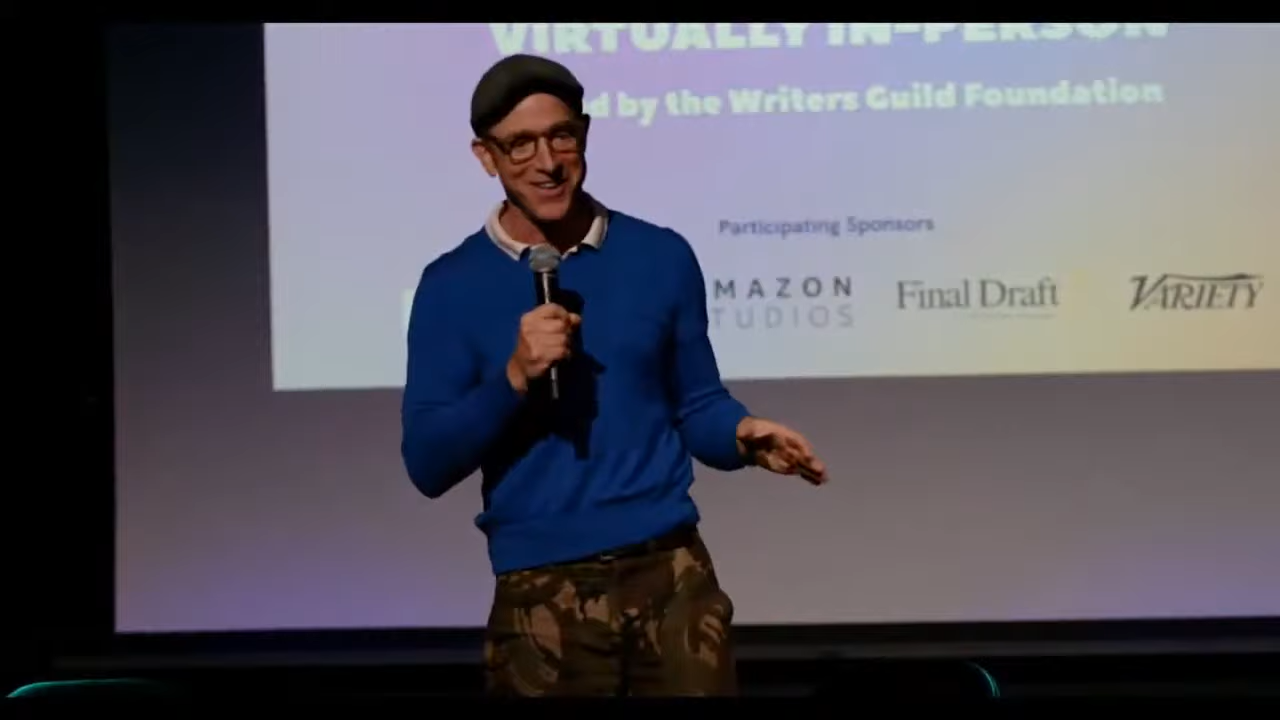 VIRTUALLY IN-PERSON
d by the Writers Guild Foundation
Participating Sponsors
MAZON
TUDIOS
Final Draft
VARIETY